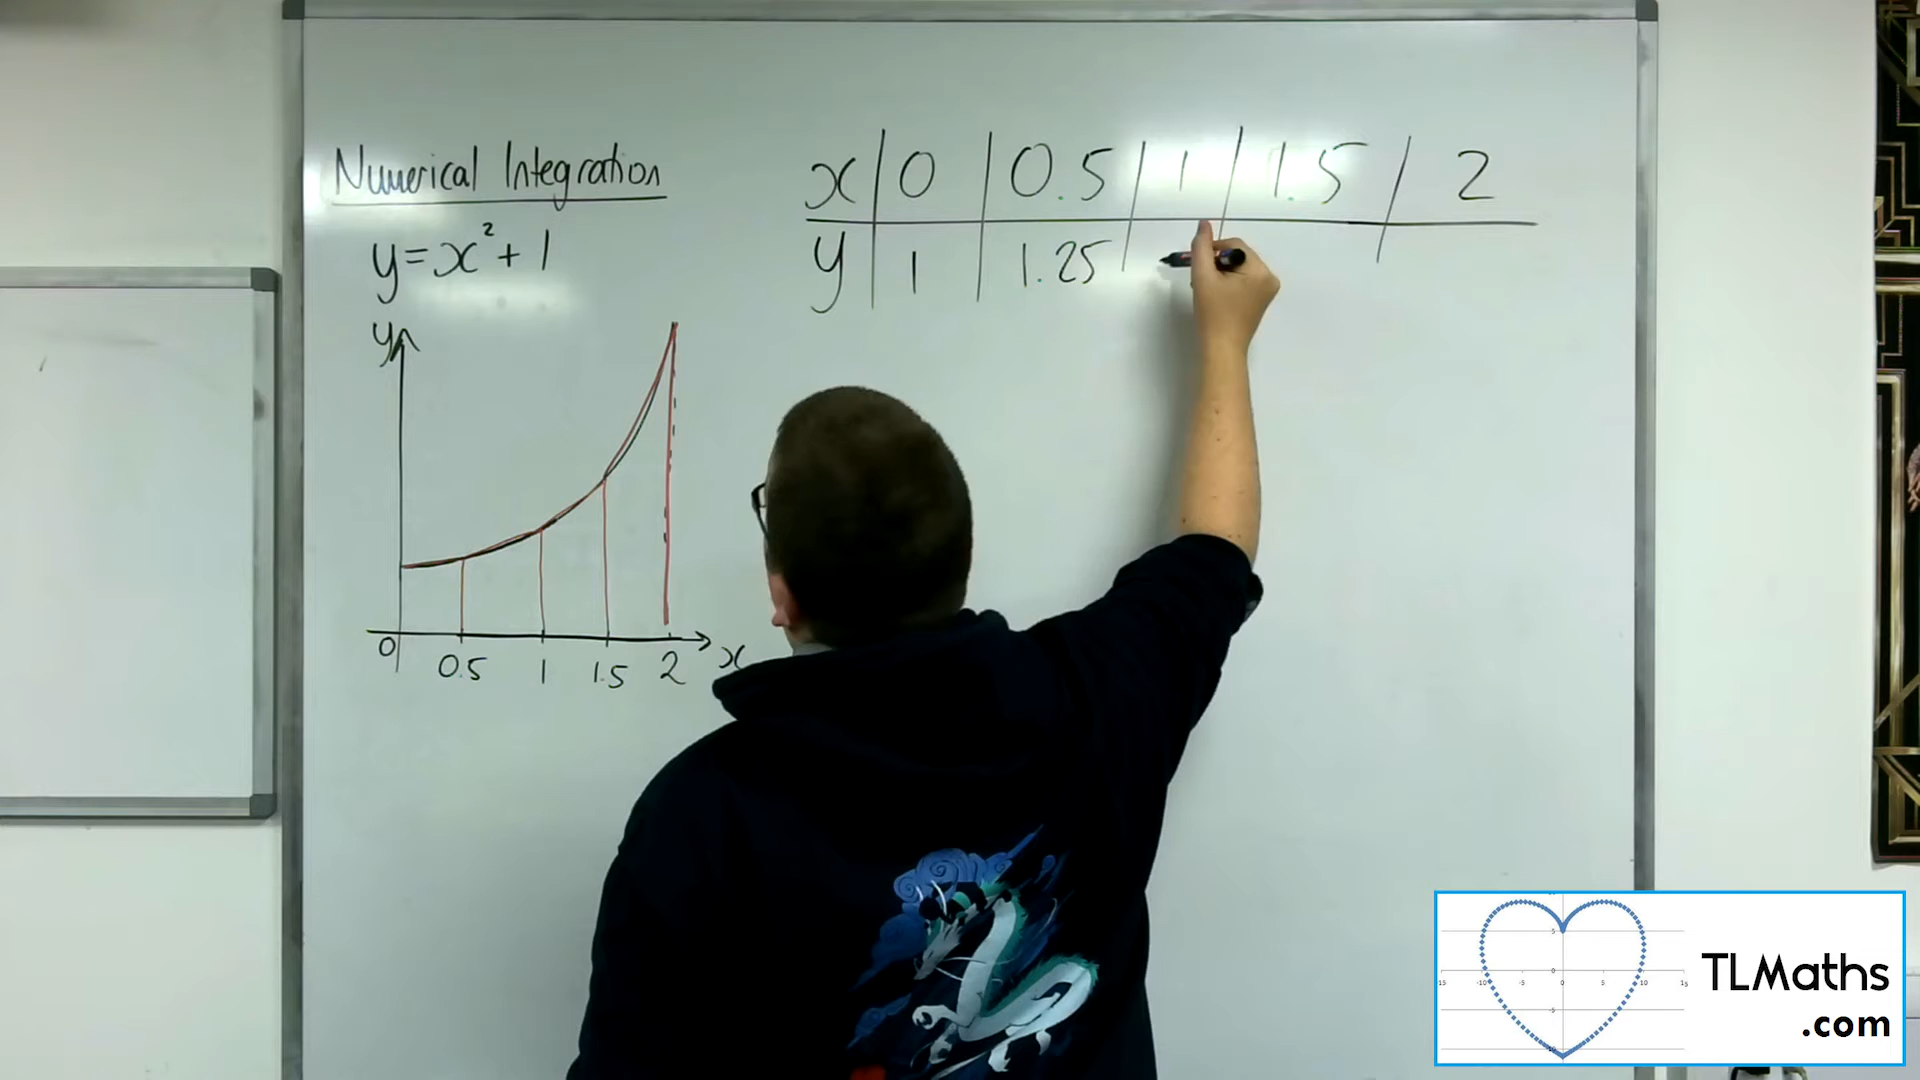 Numerical Integration
y=x²+1
x | 0 | 0.5 | 1 | 1.5 | 2
y | 1 | 1.25
y
0 0.5 1 1.5 2 x
TLMaths
.com